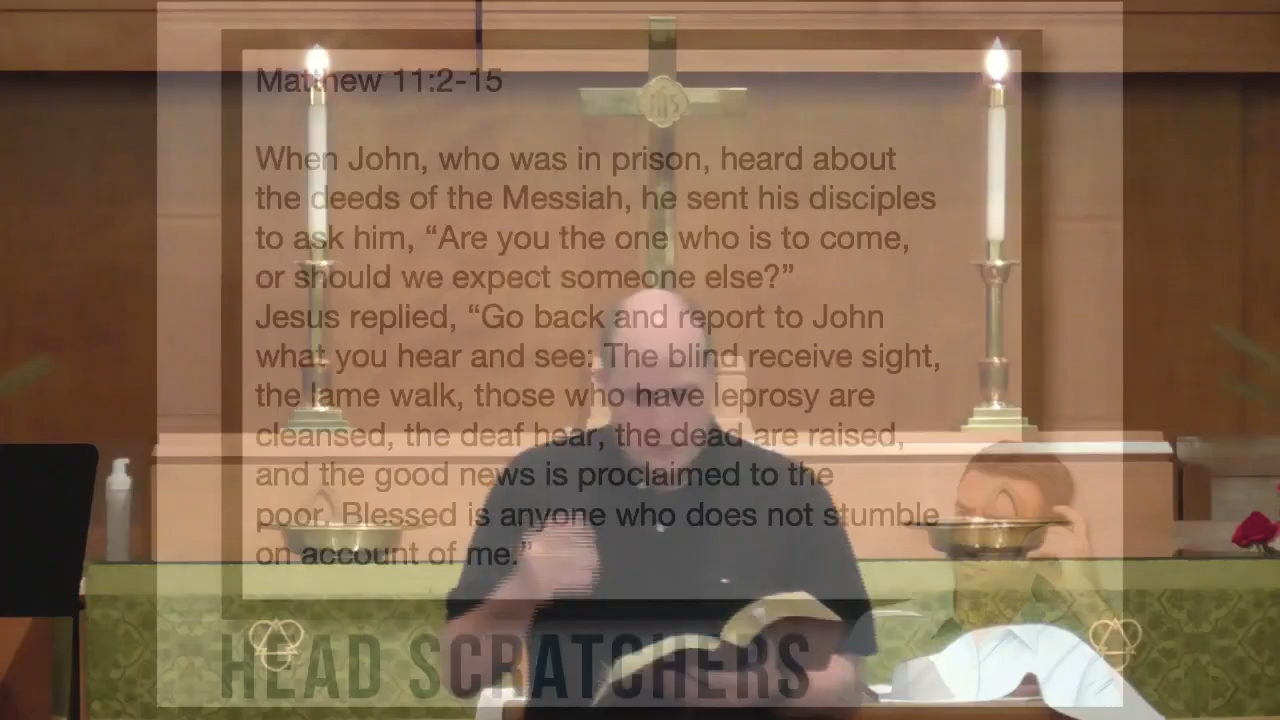 IHS
Matthew 11:2-15
When John, who was in prison, heard about
the deeds of the Messiah, he sent his disciples
to ask him, “Are you the one who is to come,
or should we expect someone else?”
Jesus replied, “Go back and report to John
what you hear and see: The blind receive sight,
the lame walk, those who have leprosy are
cleansed, the deaf hear, the dead are raised,
and the good news is proclaimed to the
poor. Blessed is anyone who does not stumble
on account of me.”
HEAD SCRATCHERS